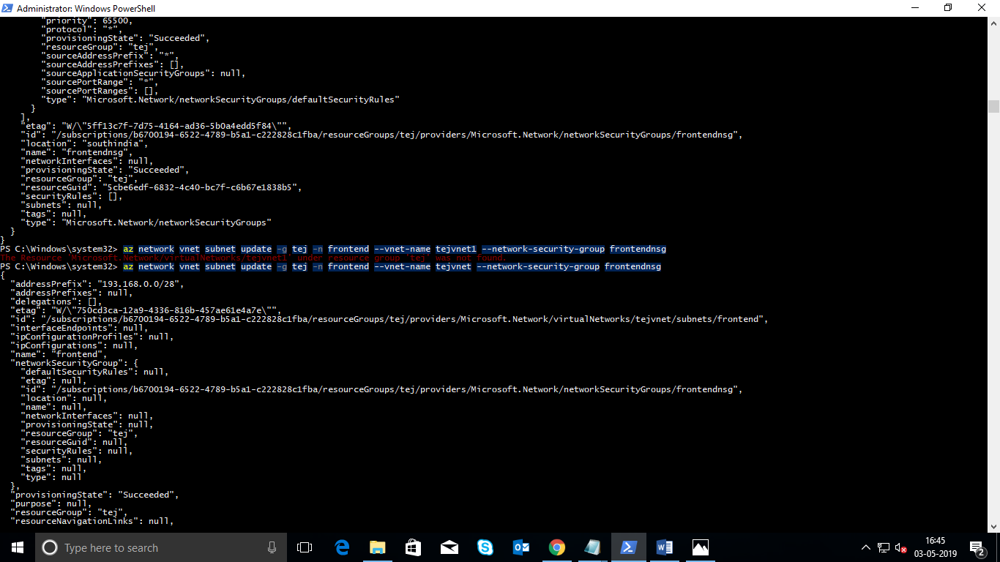 Administrator: Windows PowerShell
"priority": 65500,
"protocol": "*",
"provisioningState": "Succeeded",
"resourceGroup": "tej",
"sourceAddressPrefix": "*",
"sourceAddressPrefixes": [],
"sourceApplicationSecurityGroups": null,
"sourcePortRange": "*",
"sourcePortRanges": [],
"type": "Microsoft.Network/networkSecurityGroups/defaultSecurityRules"
}
],
"etag": "W/\"5ff13c7f-7d75-4164-ad36-5b0a4edd5f84\"",
"id": "/subscriptions/b6700194-6522-4789-b5a1-c222828c1fba/resourceGroups/tej/providers/Microsoft.Network/networkSecurityGroups/frontendnsg",
"location": "southindia",
"name": "frontendnsg",
"networkInterfaces": null,
"provisioningState": "Succeeded",
"resourceGroup": "tej",
"resourceGuid": "5cbe6edf-6832-4c40-bc7f-c6b67e1838b5",
"securityRules": [],
"subnets": null,
"tags": null,
"type": "Microsoft.Network/networkSecurityGroups"
}
}
PS C:\Windows\system32> az network vnet subnet update -g tej -n frontend --vnet-name tejvnet1 --network-security-group frontendnsg
The Resource 'Microsoft.Network/virtualNetworks/tejvnet1' under resource group 'tej' was not found.
PS C:\Windows\system32> az network vnet subnet update -g tej -n frontend --vnet-name tejvnet --network-security-group frontendnsg
{
"addressPrefix": "193.168.0.0/28",
"addressPrefixes": null,
"delegations": [],
"etag": "W/\"750cd3ca-12a9-4336-816b-457ae61e4a7e\"",
"id": "/subscriptions/b6700194-6522-4789-b5a1-c222828c1fba/resourceGroups/tej/providers/Microsoft.Network/virtualNetworks/tejvnet/subnets/frontend",
"interfaceEndpoints": null,
"ipConfigurationProfiles": null,
"ipConfigurations": null,
"name": "frontend",
"networkSecurityGroup": {
"defaultSecurityRules": null,
"etag": null,
"id": "/subscriptions/b6700194-6522-4789-b5a1-c222828c1fba/resourceGroups/tej/providers/Microsoft.Network/networkSecurityGroups/frontendnsg",
"location": null,
"name": null,
"networkInterfaces": null,
"provisioningState": null,
"resourceGroup": "tej",
"resourceGuid": null,
"securityRules": null,
"subnets": null,
"tags": null,
"type": null
},
"provisioningState": "Succeeded",
"purpose": null,
"resourceGroup": "tej",
"resourceNavigationLinks": null,
Type here to search
16:45
03-05-2019
2